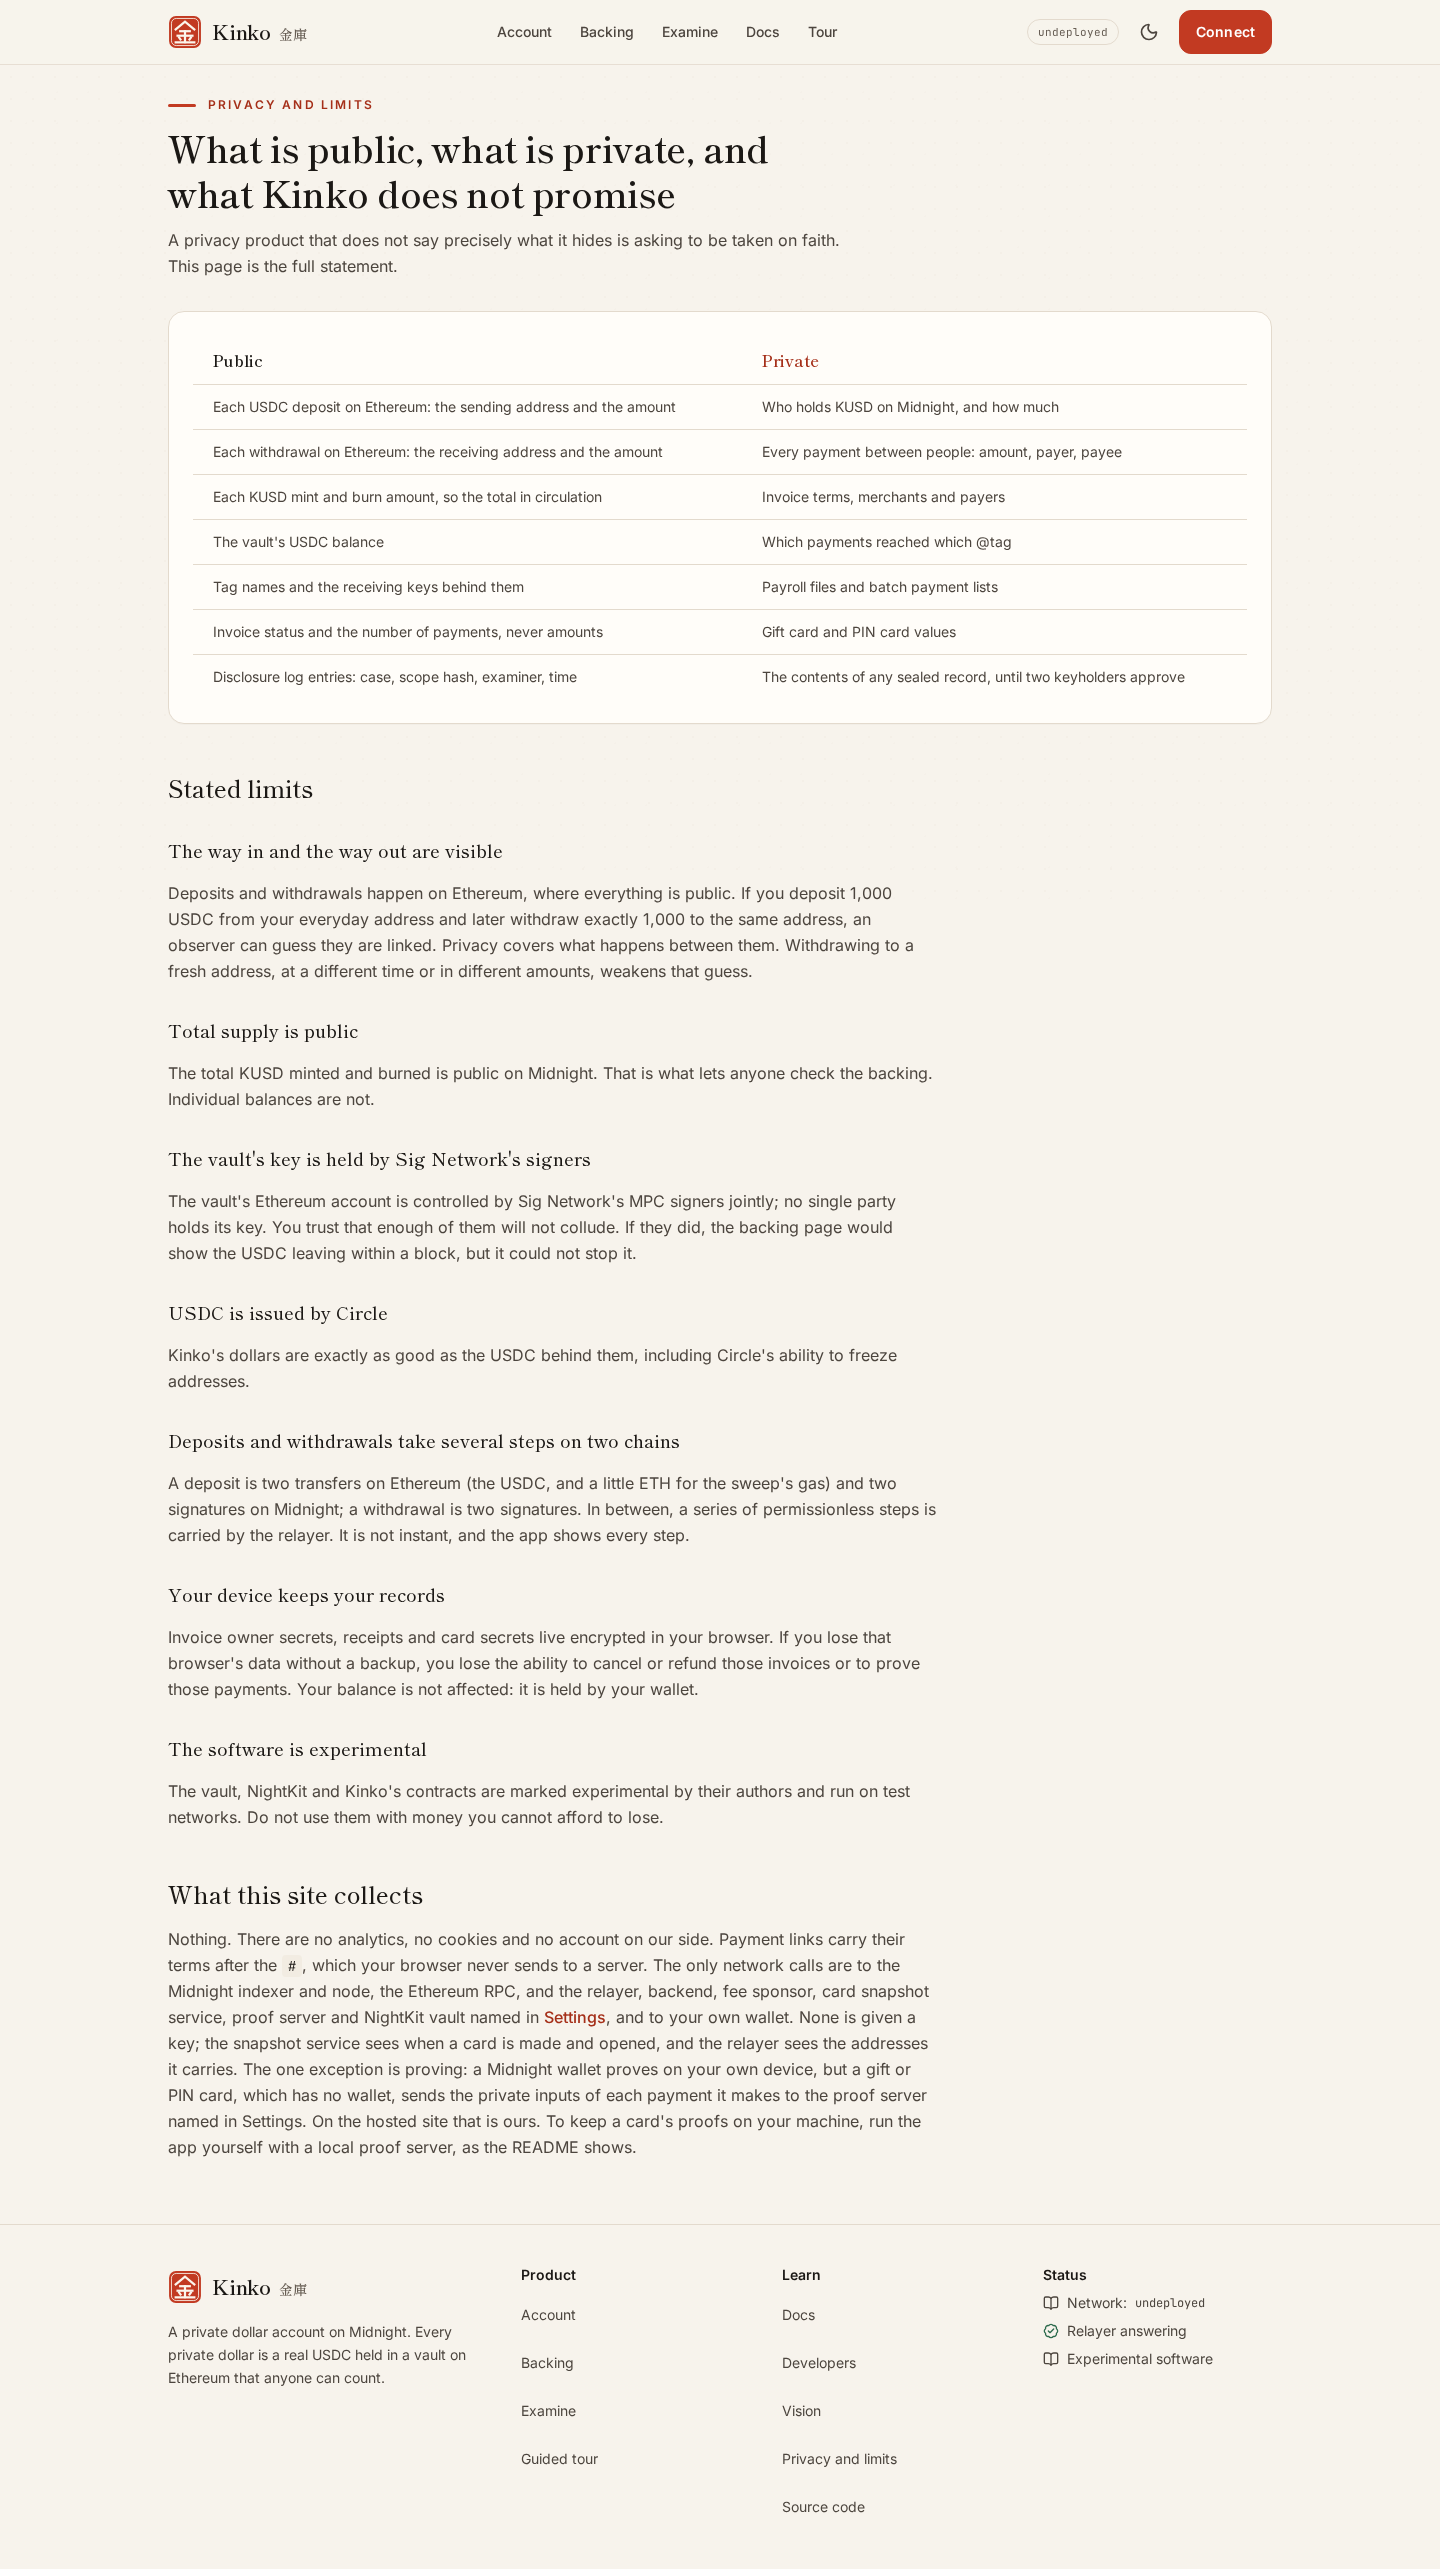 金 Kinko 金庫
Account Backing Examine Docs Tour
undeployed
Connect
PRIVACY AND LIMITS
What is public, what is private, and
what Kinko does not promise
A privacy product that does not say precisely what it hides is asking to be taken on faith.
This page is the full statement.
Public Private
Each USDC deposit on Ethereum: the sending address and the amount Who holds KUSD on Midnight, and how much
Each withdrawal on Ethereum: the receiving address and the amount Every payment between people: amount, payer, payee
Each KUSD mint and burn amount, so the total in circulation Invoice terms, merchants and payers
The vault's USDC balance Which payments reached which @tag
Tag names and the receiving keys behind them Payroll files and batch payment lists
Invoice status and the number of payments, never amounts Gift card and PIN card values
Disclosure log entries: case, scope hash, examiner, time The contents of any sealed record, until two keyholders approve
Stated limits
The way in and the way out are visible
Deposits and withdrawals happen on Ethereum, where everything is public. If you deposit 1,000
USDC from your everyday address and later withdraw exactly 1,000 to the same address, an
observer can guess they are linked. Privacy covers what happens between them. Withdrawing to a
fresh address, at a different time or in different amounts, weakens that guess.
Total supply is public
The total KUSD minted and burned is public on Midnight. That is what lets anyone check the backing.
Individual balances are not.
The vault's key is held by Sig Network's signers
The vault's Ethereum account is controlled by Sig Network's MPC signers jointly; no single party
holds its key. You trust that enough of them will not collude. If they did, the backing page would
show the USDC leaving within a block, but it could not stop it.
USDC is issued by Circle
Kinko's dollars are exactly as good as the USDC behind them, including Circle's ability to freeze
addresses.
Deposits and withdrawals take several steps on two chains
A deposit is two transfers on Ethereum (the USDC, and a little ETH for the sweep's gas) and two
signatures on Midnight; a withdrawal is two signatures. In between, a series of permissionless steps is
carried by the relayer. It is not instant, and the app shows every step.
Your device keeps your records
Invoice owner secrets, receipts and card secrets live encrypted in your browser. If you lose that
browser's data without a backup, you lose the ability to cancel or refund those invoices or to prove
those payments. Your balance is not affected: it is held by your wallet.
The software is experimental
The vault, NightKit and Kinko's contracts are marked experimental by their authors and run on test
networks. Do not use them with money you cannot afford to lose.
What this site collects
Nothing. There are no analytics, no cookies and no account on our side. Payment links carry their
terms after the #, which your browser never sends to a server. The only network calls are to the
Midnight indexer and node, the Ethereum RPC, and the relayer, backend, fee sponsor, card snapshot
service, proof server and NightKit vault named in Settings, and to your own wallet. None is given a
key; the snapshot service sees when a card is made and opened, and the relayer sees the addresses
it carries. The one exception is proving: a Midnight wallet proves on your own device, but a gift or
PIN card, which has no wallet, sends the private inputs of each payment it makes to the proof server
named in Settings. On the hosted site that is ours. To keep a card's proofs on your machine, run the
app yourself with a local proof server, as the README shows.
金 Kinko 金庫
A private dollar account on Midnight. Every
private dollar is a real USDC held in a vault on
Ethereum that anyone can count.
Product
Account
Backing
Examine
Guided tour
Learn
Docs
Developers
Vision
Privacy and limits
Source code
Status
Network: undeployed
Relayer answering
Experimental software